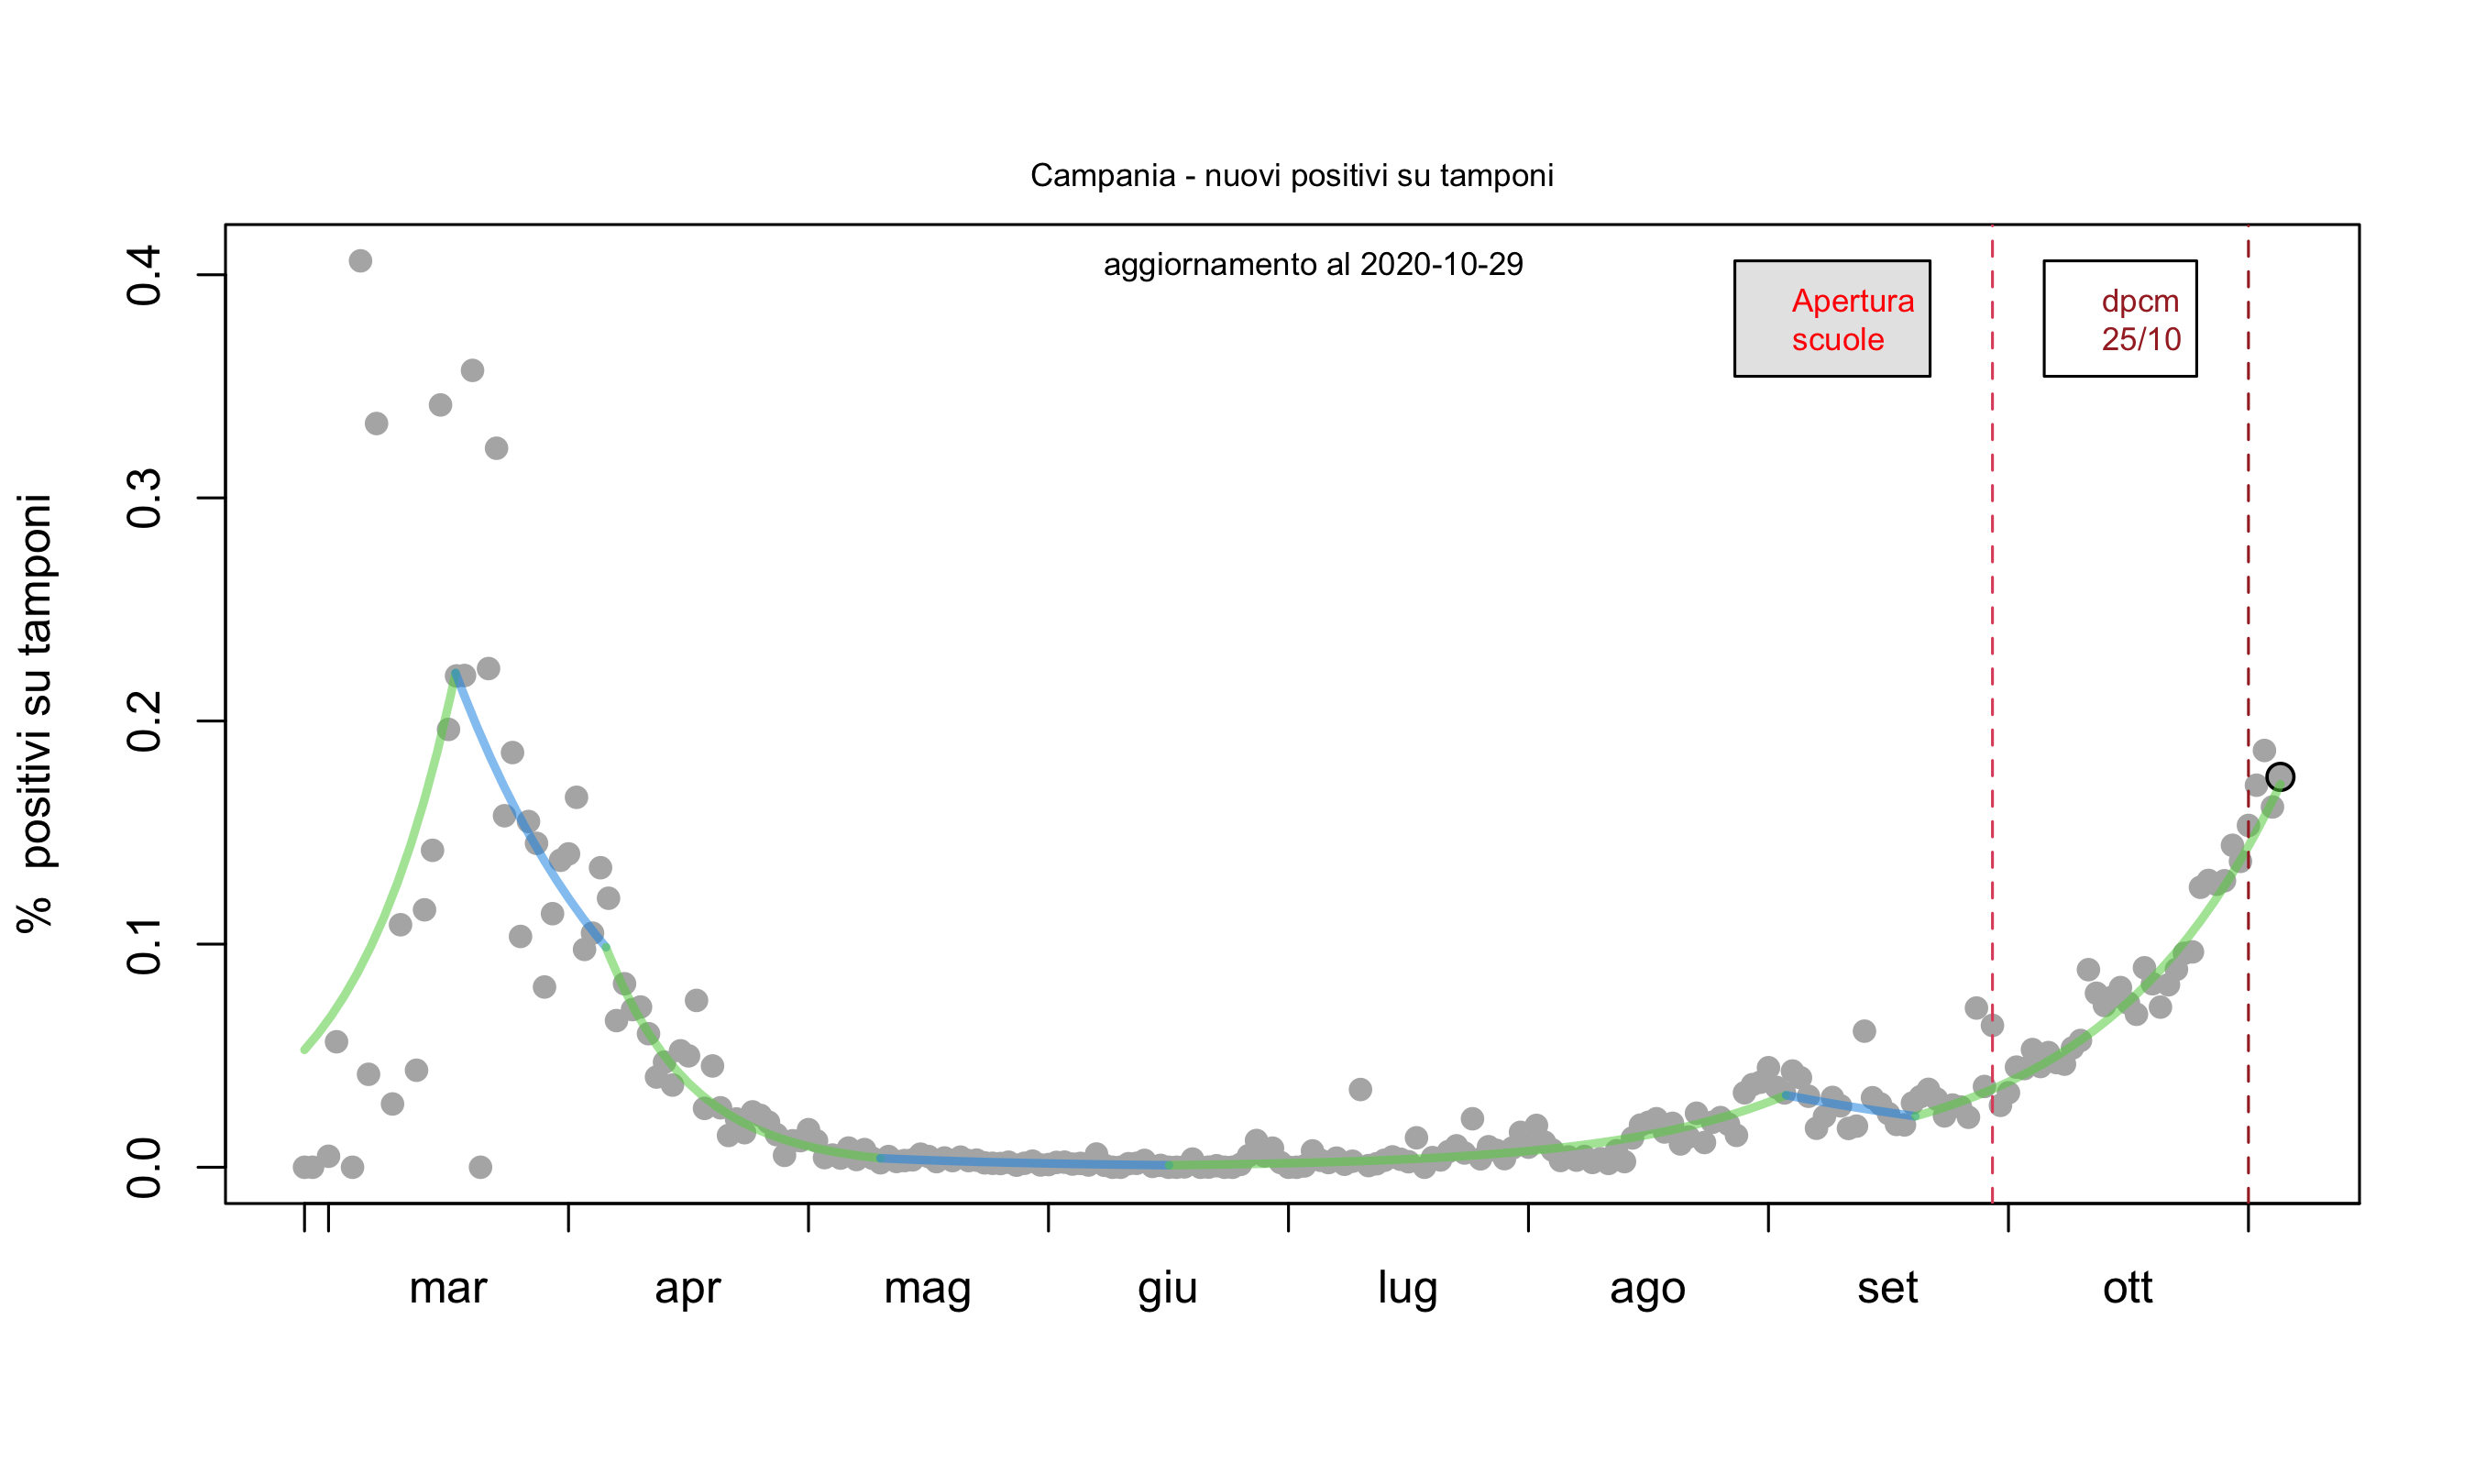 Campania - nuovi positivi su tamponi
aggiornamento al 2020-10-29
Apertura
scuole
dpcm
25/10
% positivi su tamponi
0.4
0.3
0.2
0.1
0.0
mar apr mag giu lug ago set ott